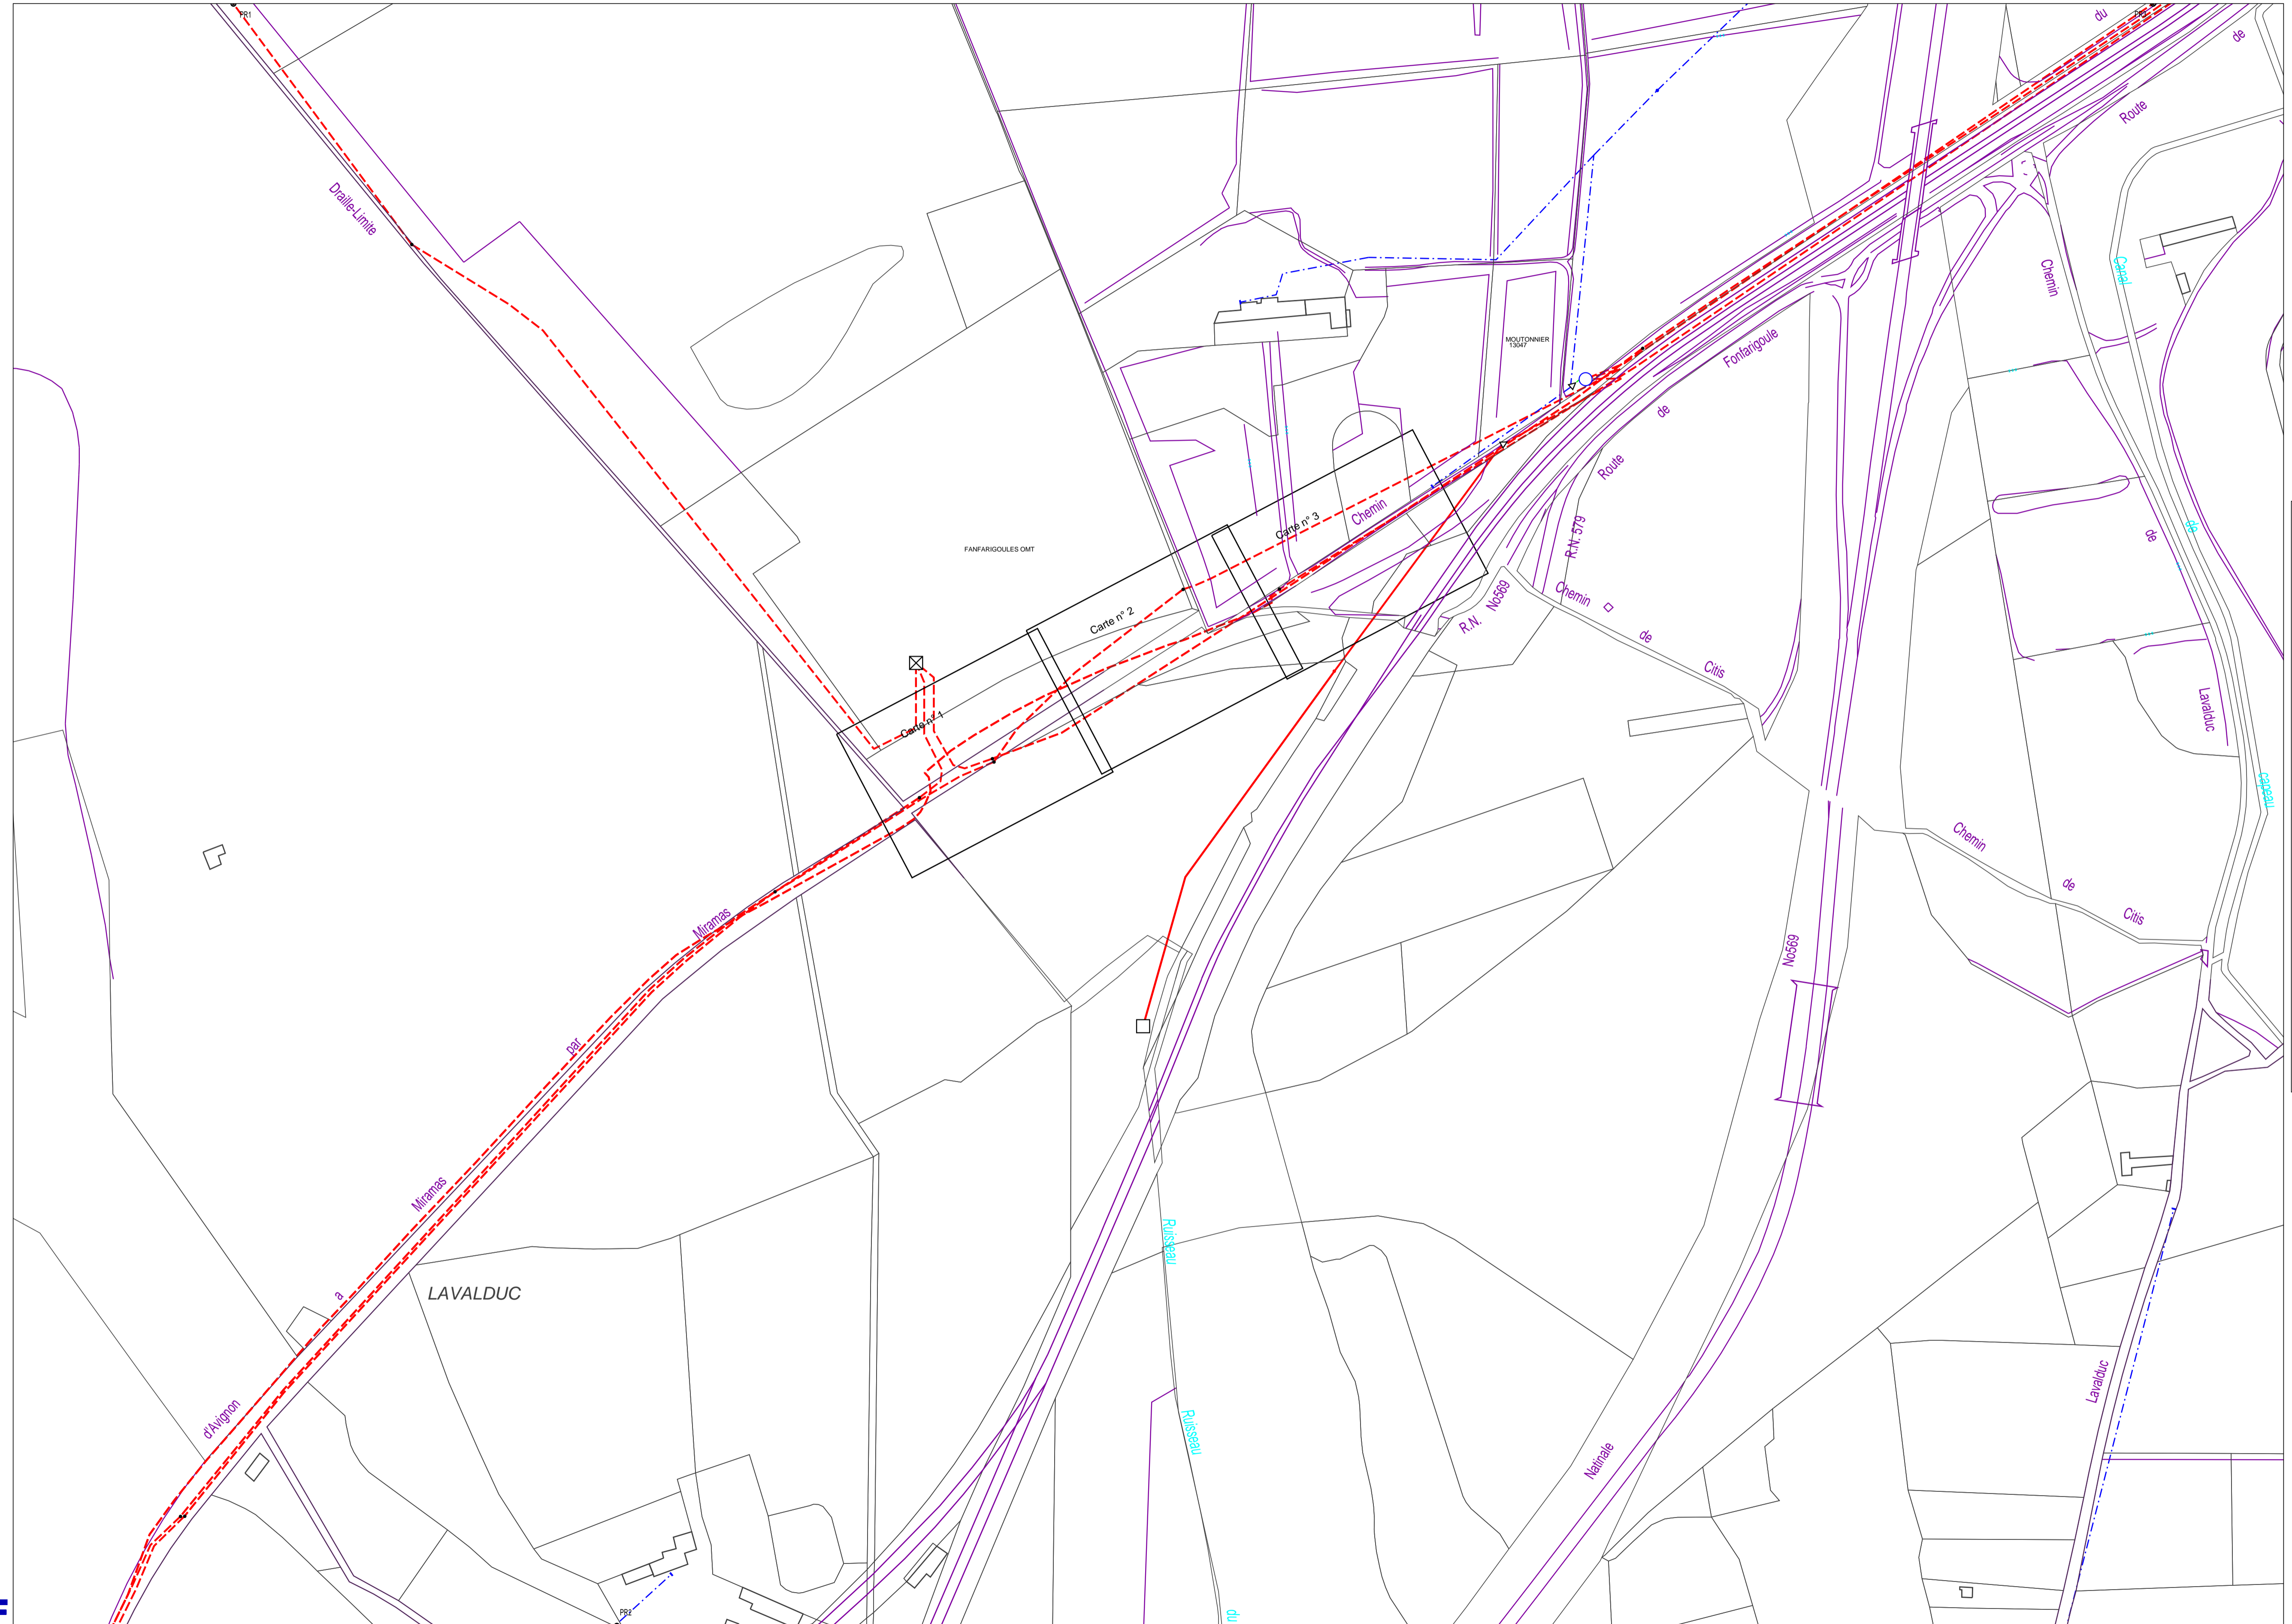 PR1
PR3
du
de
Route
Draille-Limite
Chemin
Canal
MOUTONNIER
13047
Fonfarigoule
de
Route
Carte n° 3
Chemin
FANFARIGOULES OMT
R.N. 579
de
de
No569
Chemin
R.N.
Carte n° 2
de
Citis
Lavalduc
Carte n° 1
capeau
Chemin
de
Citis
Miramas
No569
par
Miramas
Ruisseau
a
LAVALDUC
Lavalduc
d'Avignon
Ruisseau
Natinale
PR2
du